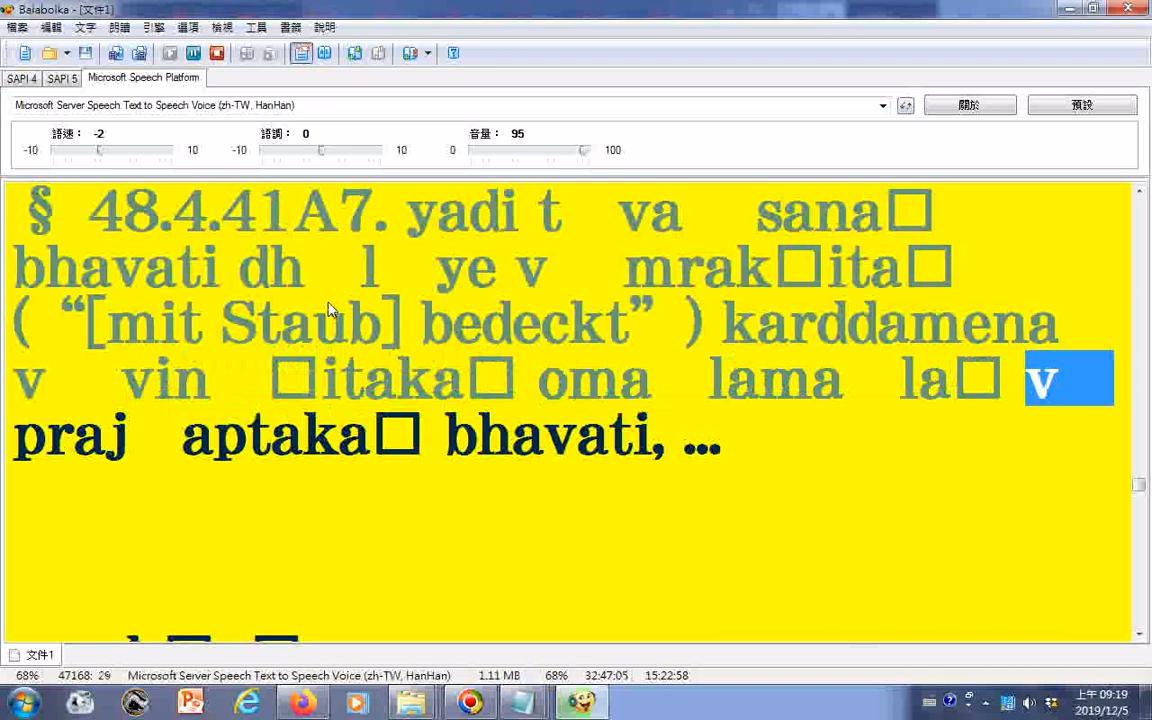 Balabolka - [文件1]
檔案 編輯 文字 朗讀 引擎 選項 檢視 工具 書籤 說明
SAPI 4 SAPI 5 Microsoft Speech Platform
Microsoft Server Speech Text to Speech Voice (zh-TW, HanHan) 關於 預設
語速： -2 語調： 0 音量： 95
-10 10 -10 10 0 100
§ 48.4.41A7. yadi t va sana□
bhavati dh l ye v mrak□ita□
( “[mit Staub] bedeckt” ) karddamena
v vin □itaka□ oma lama la□ v
praj aptaka□ bhavati, ...
文件1
68% 47168: 29 Microsoft Server Speech Text to Speech Voice (zh-TW, HanHan) 1.11 MB 68% 32:47:05 15:22:58
上午 09:19
2019/12/5